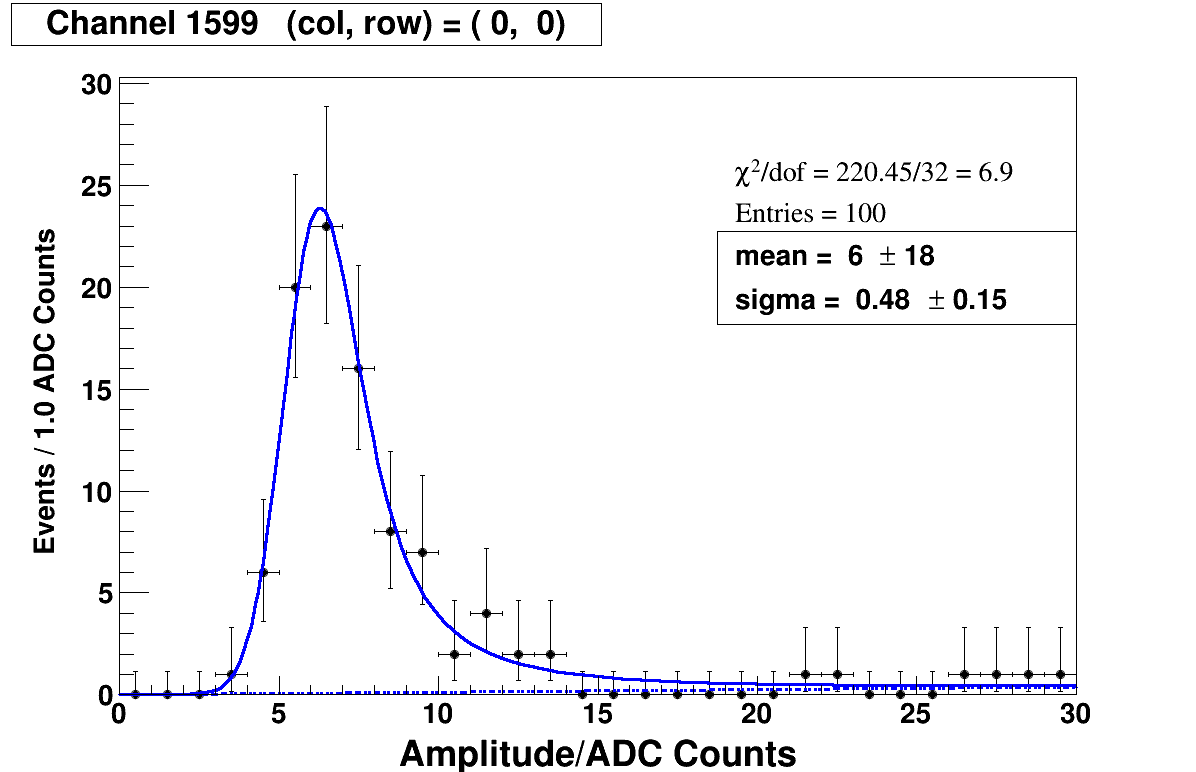 Channel 1599 (col, row) = ( 0, 0)
χ²/dof = 220.45/32 = 6.9
Entries = 100
mean = 6 ± 18
sigma = 0.48 ± 0.15
Events / 1.0 ADC Counts
30
25
20
15
10
5
0
0 5 10 15 20 25 30
Amplitude/ADC Counts